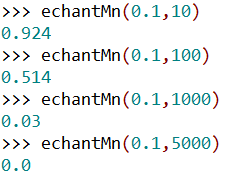 >>> echantMn(0.1,10)
0.924
>>> echantMn(0.1,100)
0.514
>>> echantMn(0.1,1000)
0.03
>>> echantMn(0.1,5000)
0.0